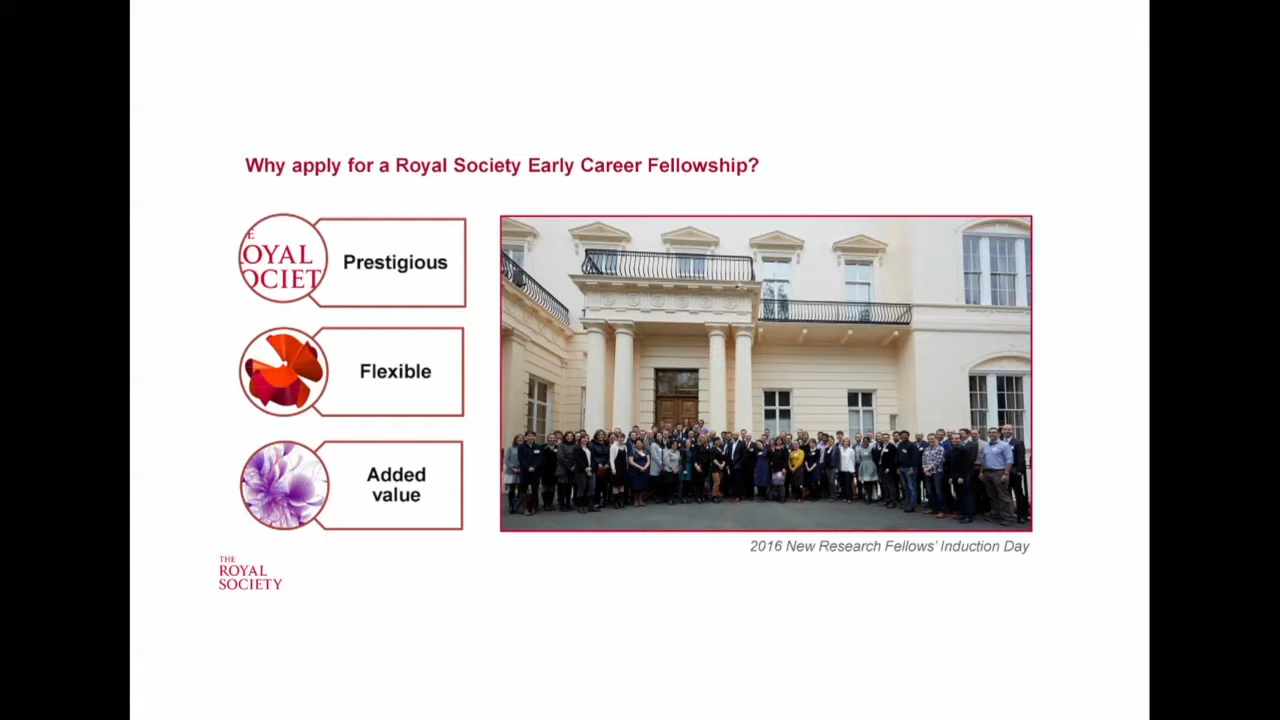 Why apply for a Royal Society Early Career Fellowship?
E
OYAL
OCIET
Prestigious
Flexible
Added
value
2016 New Research Fellows' Induction Day
THE
ROYAL
SOCIETY